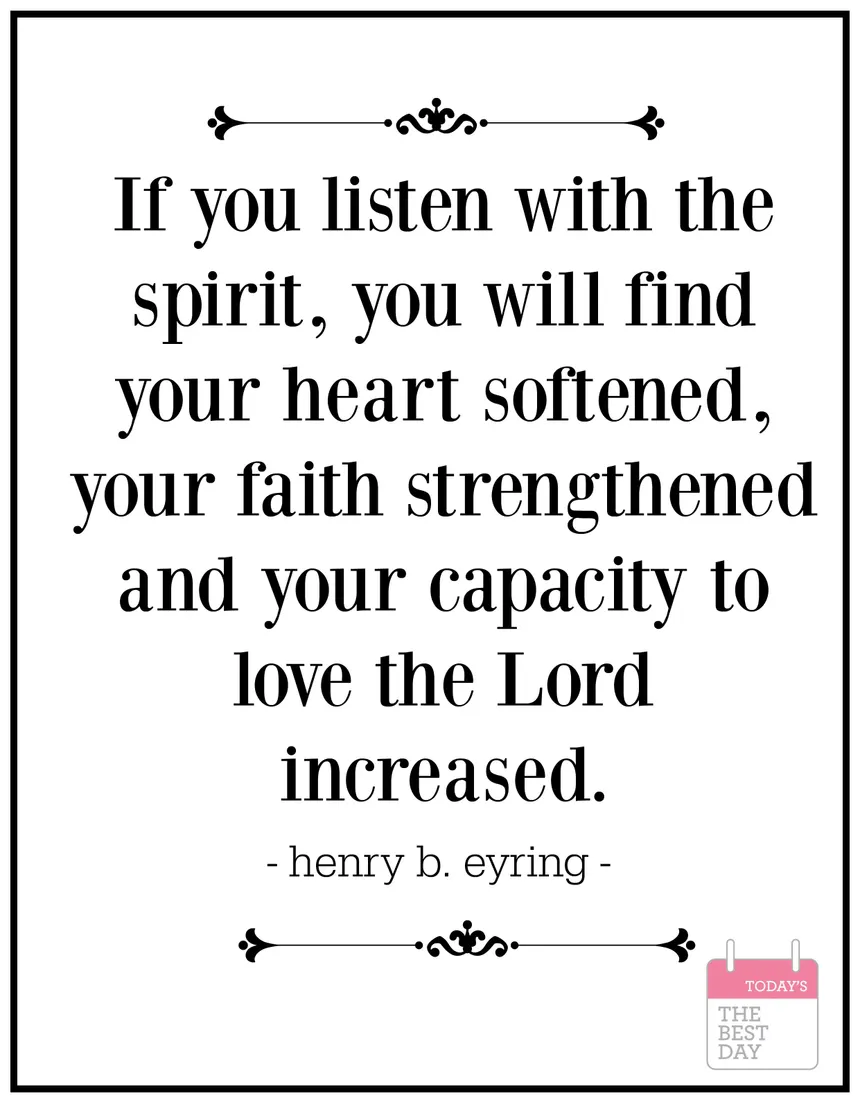 If you listen with the
spirit, you will find
your heart softened,
your faith strengthened
and your capacity to
love the Lord
increased.
- henry b. eyring -
TODAY'S
THE
BEST
DAY